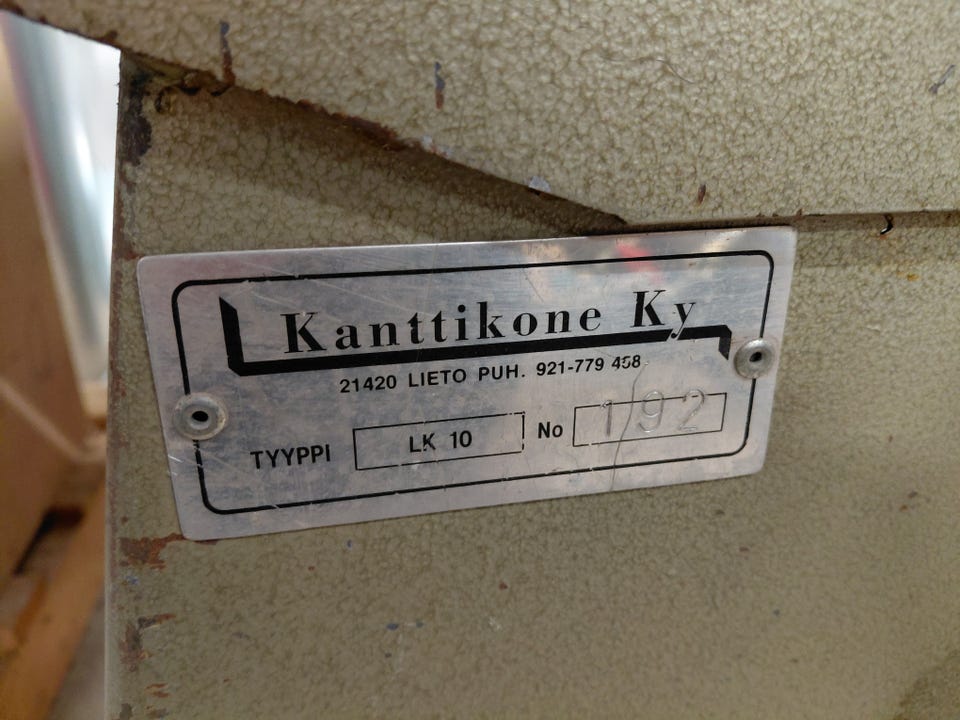 Kanttikone Ky
21420 LIETO PUH. 921-779 458
TYYPPI LK 10 No 192